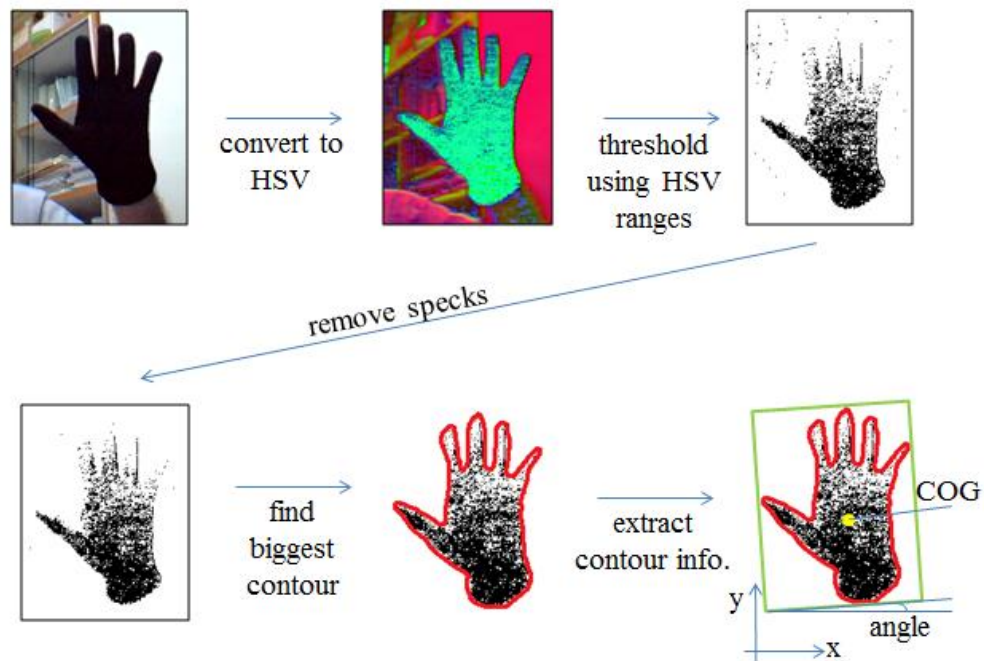 convert to
HSV
threshold
using HSV
ranges
remove specks
find
biggest
contour
extract
contour info.
COG
y
x
angle